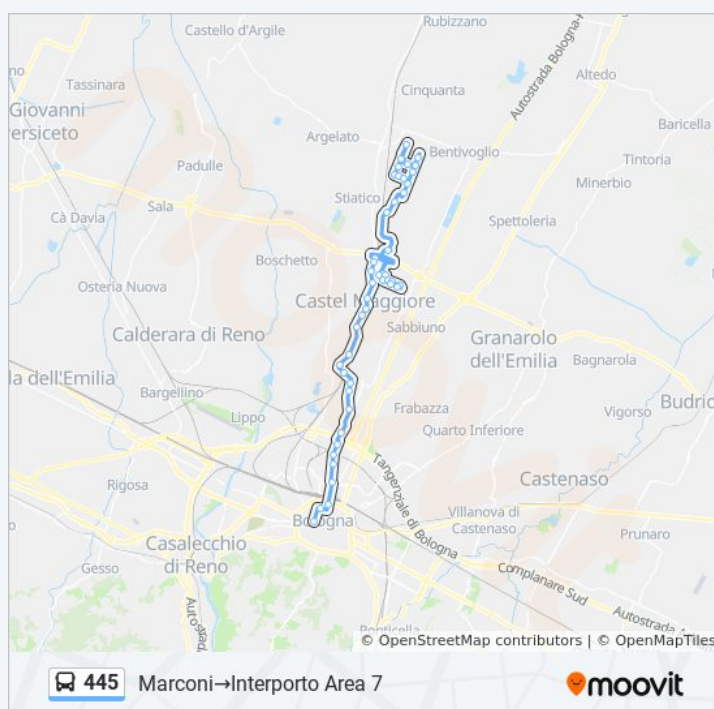 Rubizzano
Castello d'Argile
Tassinara
Cinquanta
Autostrada Bologna-
Altedo
no
Giovanni
ersiceto
Argelato
Bentivoglio
Baricella
Padulle
Tintoria
Minerbio
Stiatico
Cà Davia
Sala
Spettoleria
Boschetto
Osteria Nuova
Castel Maggiore
Sabbiuno
Calderara di Reno
Granarolo
dell'Emilia
Bagnarola
la dell'Emilia
Bargellino
Budrio
Lippo
Frabazza
Vigorso
Quarto Inferiore
Castenaso
Rigosa
Tangenziale di Bologna
Bologna
Villanova di
Castenaso
Prunaro
Casalecchio
di Reno
Gesso
Complanare Sud
Autostrada
Ponticella
© OpenStreetMap contributors | © OpenMapTiles
445 Marconi→Interporto Area 7
moovit